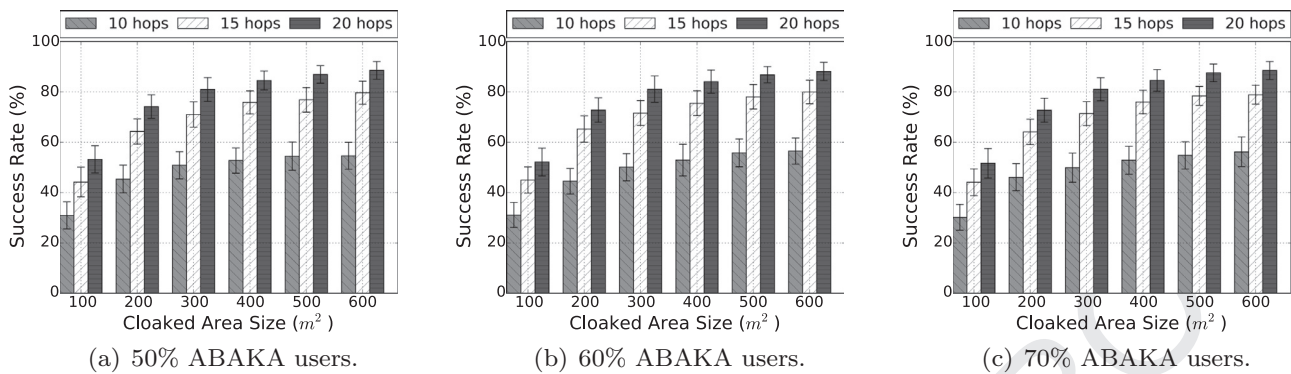 10 hops 15 hops 20 hops
100
80
60
40
20
0
Success Rate (%)
100 200 300 400 500 600
Cloaked Area Size (m²)
(a) 50% ABAKA users.
10 hops 15 hops 20 hops
100
80
60
40
20
0
Success Rate (%)
100 200 300 400 500 600
Cloaked Area Size (m²)
(b) 60% ABAKA users.
10 hops 15 hops 20 hops
100
80
60
40
20
0
Success Rate (%)
100 200 300 400 500 600
Cloaked Area Size (m²)
(c) 70% ABAKA users.